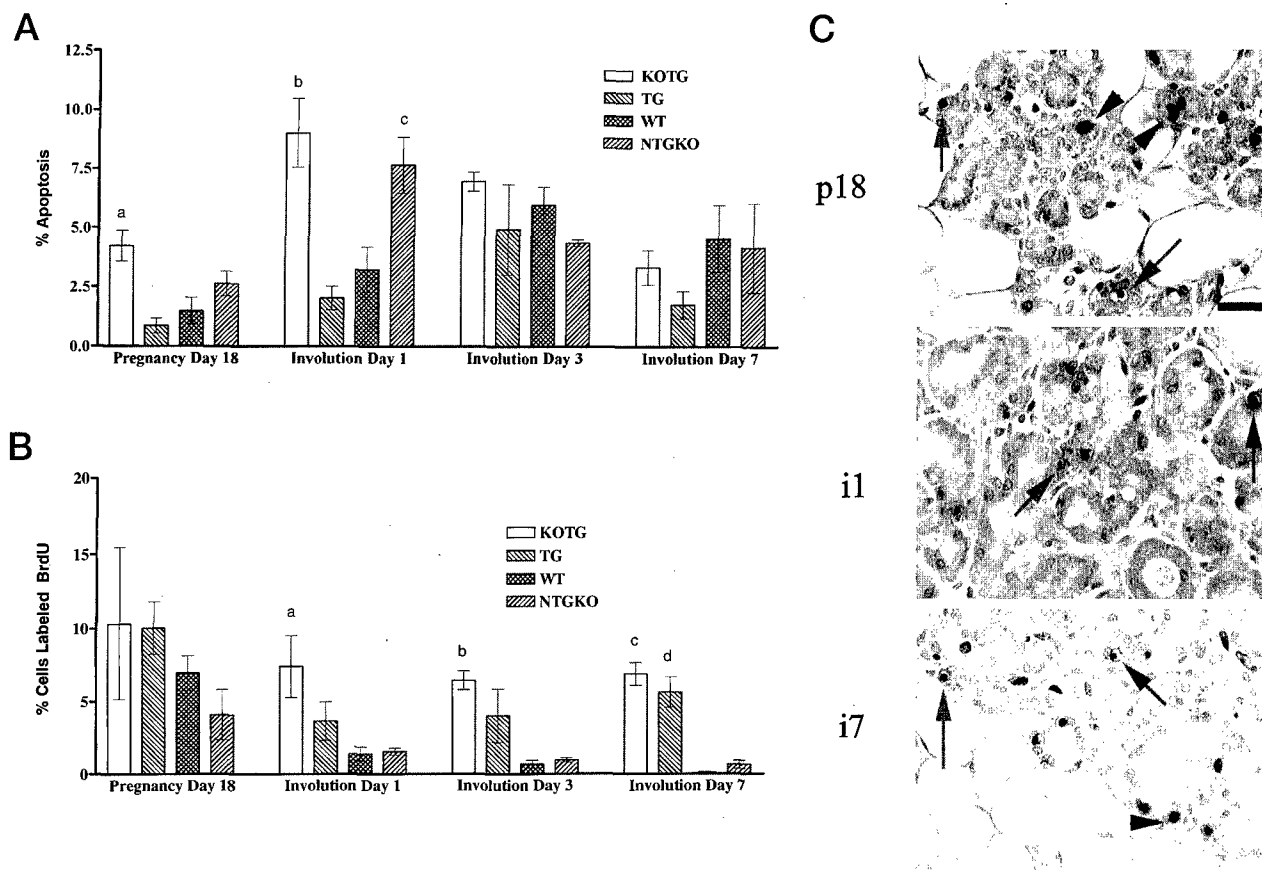 A
% Apoptosis
12.5
10.0
7.5
5.0
2.5
0.0
a
b
c
KOTG
TG
WT
NTGKO
Pregnancy Day 18
Involution Day 1
Involution Day 3
Involution Day 7
B
% Cells Labeled BrdU
20
15
10
5
0
a
b
c
d
KOTG
TG
WT
NTGKO
Pregnancy Day 18
Involution Day 1
Involution Day 3
Involution Day 7
C
p18
i1
i7